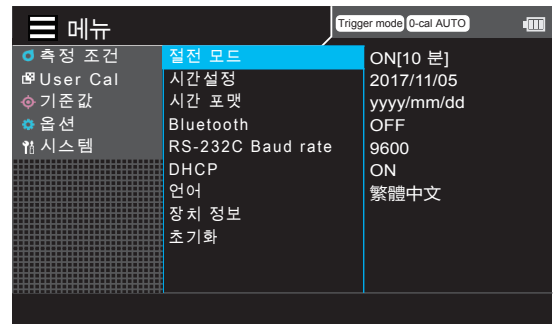 메뉴
Trigger mode 0-cal AUTO
측정 조건
User Cal
기준값
옵션
시스템
절전 모드 ON[10 분]
시간설정 2017/11/05
시간 포맷 yyyy/mm/dd
Bluetooth OFF
RS-232C Baud rate 9600
DHCP ON
언어 繁體中文
장치 정보
초기화